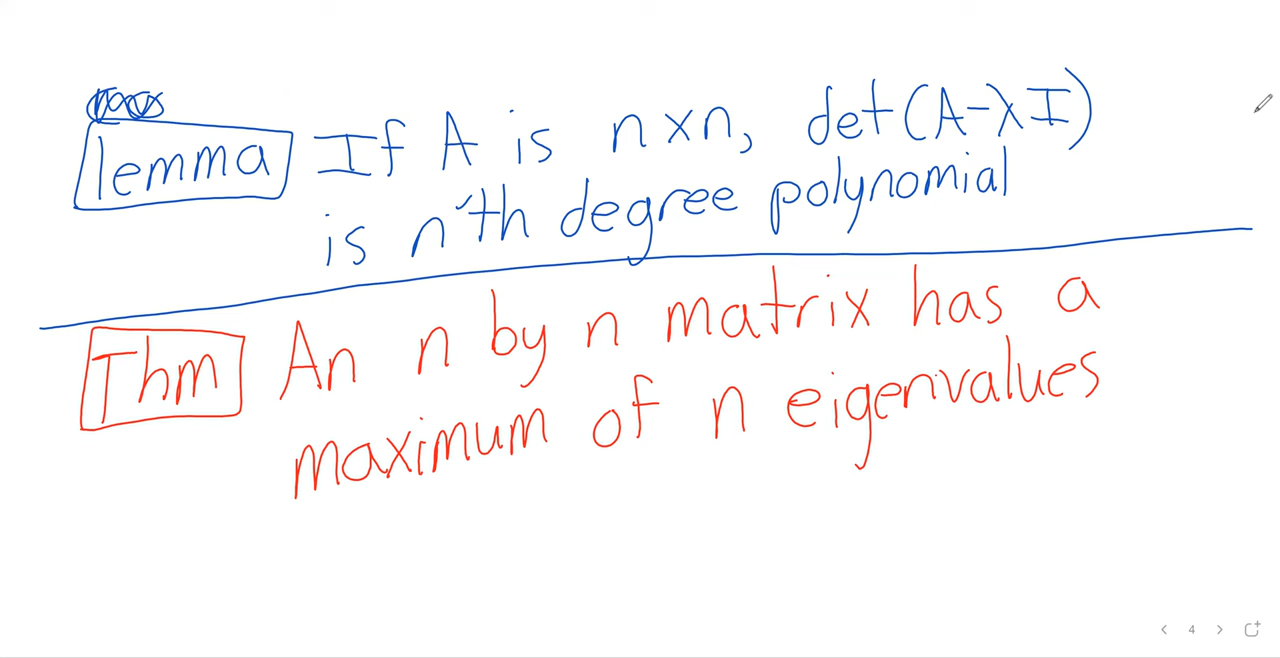 lemma If A is n×n, det(A-λI)
is n'th degree polynomial
Thm An n by n matrix has a
maximum of n eigenvalues
4